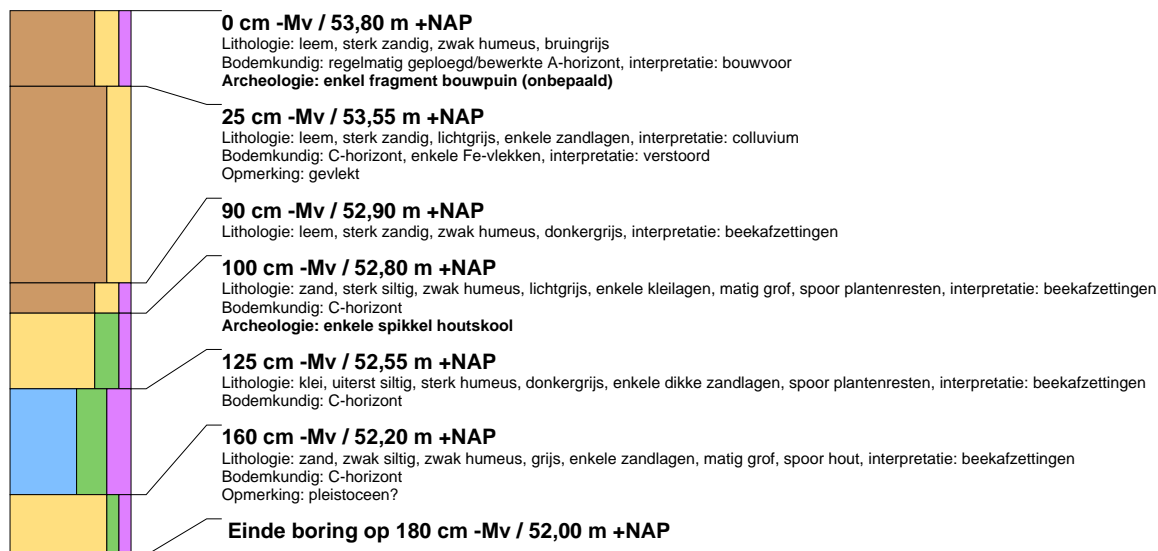 0 cm -Mv / 53,80 m +NAP
Lithologie: leem, sterk zandig, zwak humeus, bruingrijs
Bodemkundig: regelmatig geploegd/bewerkte A-horizont, interpretatie: bouwvoor
Archeologie: enkel fragment bouwpuin (onbepaald)
25 cm -Mv / 53,55 m +NAP
Lithologie: leem, sterk zandig, lichtgrijs, enkele zandlagen, interpretatie: colluvium
Bodemkundig: C-horizont, enkele Fe-vlekken, interpretatie: verstoord
Opmerking: gevlekt
90 cm -Mv / 52,90 m +NAP
Lithologie: leem, sterk zandig, zwak humeus, donkergrijs, interpretatie: beekafzettingen
100 cm -Mv / 52,80 m +NAP
Lithologie: zand, sterk siltig, zwak humeus, lichtgrijs, enkele kleilagen, matig grof, spoor plantenresten, interpretatie: beekafzettingen
Bodemkundig: C-horizont
Archeologie: enkele spikkel houtskool
125 cm -Mv / 52,55 m +NAP
Lithologie: klei, uiterst siltig, sterk humeus, donkergrijs, enkele dikke zandlagen, spoor plantenresten, interpretatie: beekafzettingen
Bodemkundig: C-horizont
160 cm -Mv / 52,20 m +NAP
Lithologie: zand, zwak siltig, zwak humeus, grijs, enkele zandlagen, matig grof, spoor hout, interpretatie: beekafzettingen
Bodemkundig: C-horizont
Opmerking: pleistoceen?
Einde boring op 180 cm -Mv / 52,00 m +NAP